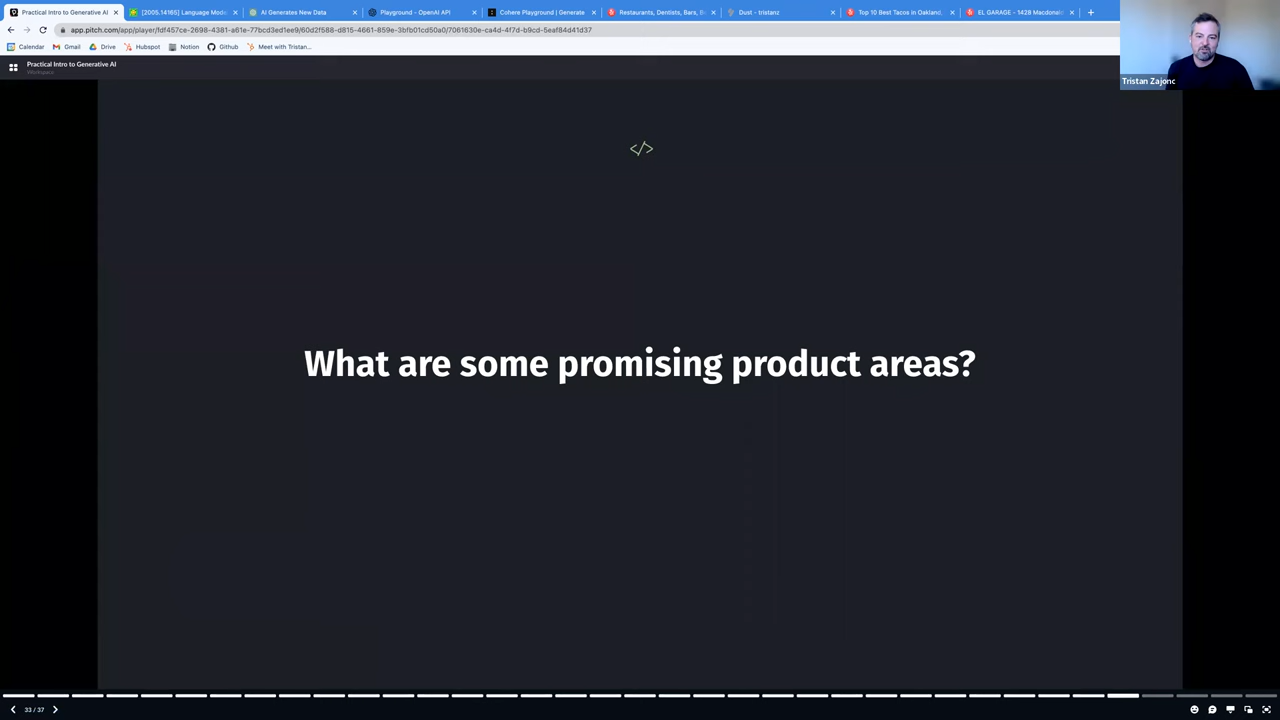 Practical Intro to Generative AI
[2005.14165] Language Mode
AI Generates New Data
Playground - OpenAI API
Cohere Playground | Generate
Restaurants, Dentists, Bars, Be
Dust - tristanz
Top 10 Best Tacos in Oakland,
EL GARAGE - 1428 Macdonal
app.pitch.com/app/player/fdf457ce-2698-4381-a61e-77bcd3ed1ee9/60d2f588-d815-4661-859e-3bfb01cd50a0/7061630e-ca4d-4f7d-b9cd-5eaf84d41d37
Calendar
Gmail
Drive
Hubspot
Notion
Github
Meet with Tristan...
Practical Intro to Generative AI
Workspace
Tristan Zajonc
</>
What are some promising product areas?
33 / 37